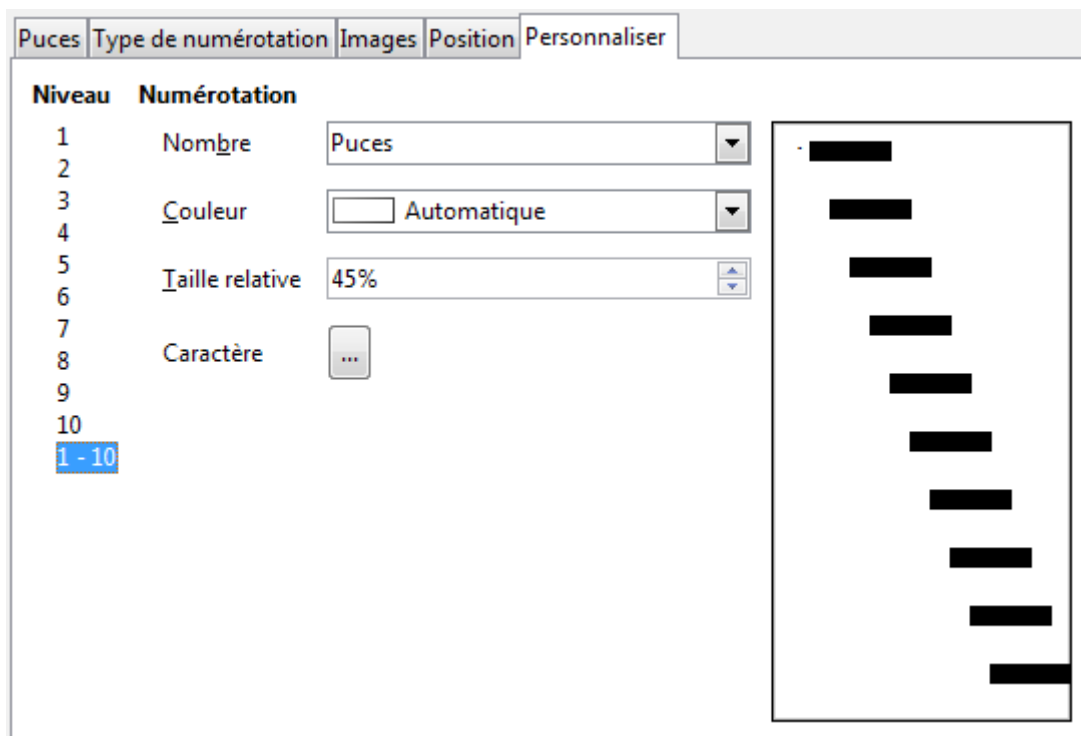 Puces Type de numérotation Images Position Personnaliser
Niveau Numérotation
1
2
3
4
5
6
7
8
9
10
1 - 10
Nombre Puces
Couleur Automatique
Taille relative 45%
Caractère ...